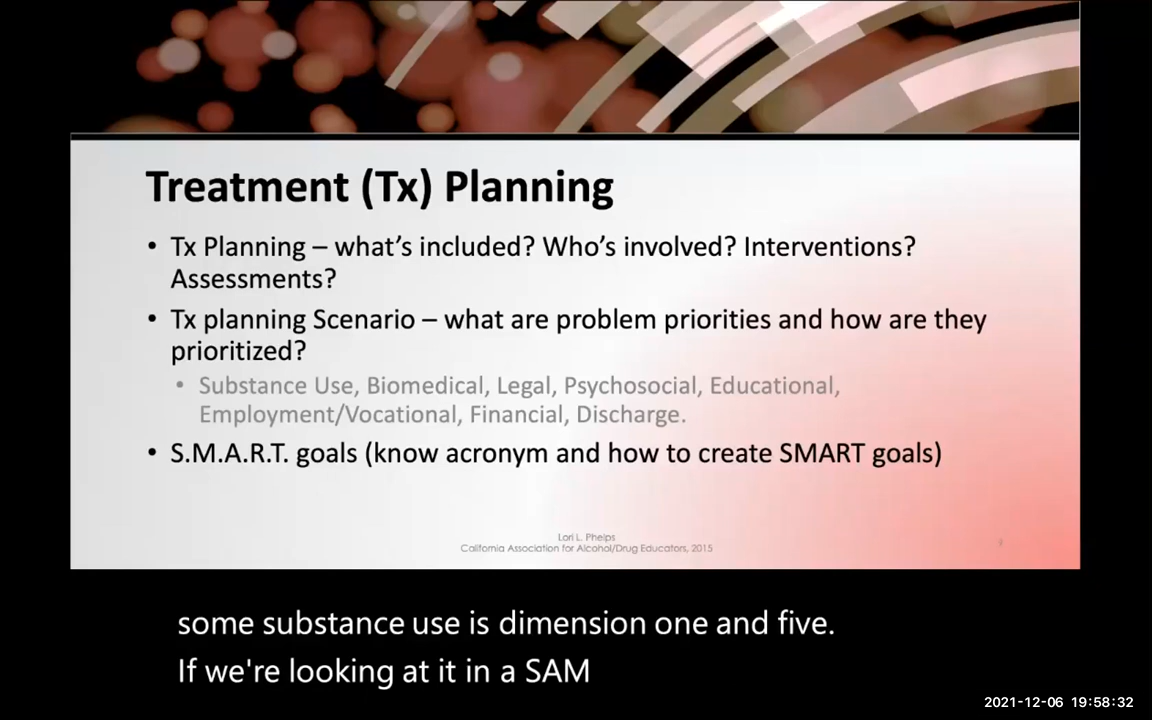 Treatment (Tx) Planning
• Tx Planning – what's included? Who's involved? Interventions?
Assessments?
• Tx planning Scenario – what are problem priorities and how are they
prioritized?
• Substance Use, Biomedical, Legal, Psychosocial, Educational,
Employment/Vocational, Financial, Discharge.
• S.M.A.R.T. goals (know acronym and how to create SMART goals)
Lori L. Phelps
California Association for Alcohol/Drug Educators, 2015
some substance use is dimension one and five.
If we're looking at it in a SAM
2021-12-06 19:58:32